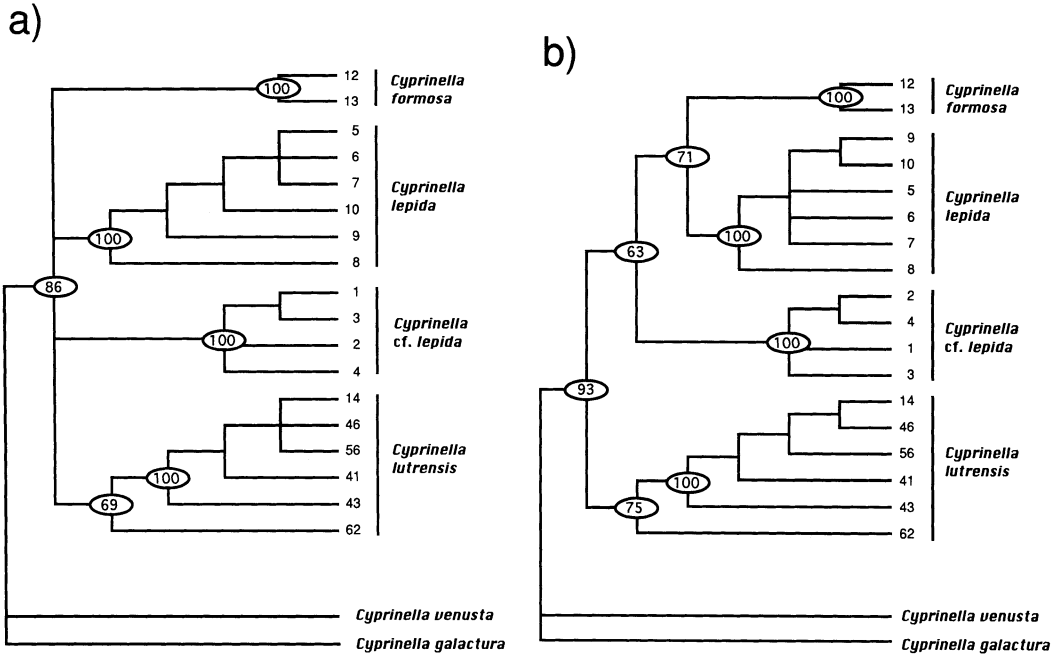 a)
12
100
13
Cyprinella
formosa
5
6
7
10
9
100
8
Cyprinella
lepida
86
1
3
100
2
4
Cyprinella
cf. lepida
14
46
56
100
41
69
43
62
Cyprinella
lutrensis
Cyprinella venusta
Cyprinella galactura
b)
12
100
13
Cyprinella
formosa
71
9
10
5
6
100
7
8
Cyprinella
lepida
63
2
4
100
1
3
Cyprinella
cf. lepida
93
14
46
56
100
41
75
43
62
Cyprinella
lutrensis
Cyprinella venusta
Cyprinella galactura